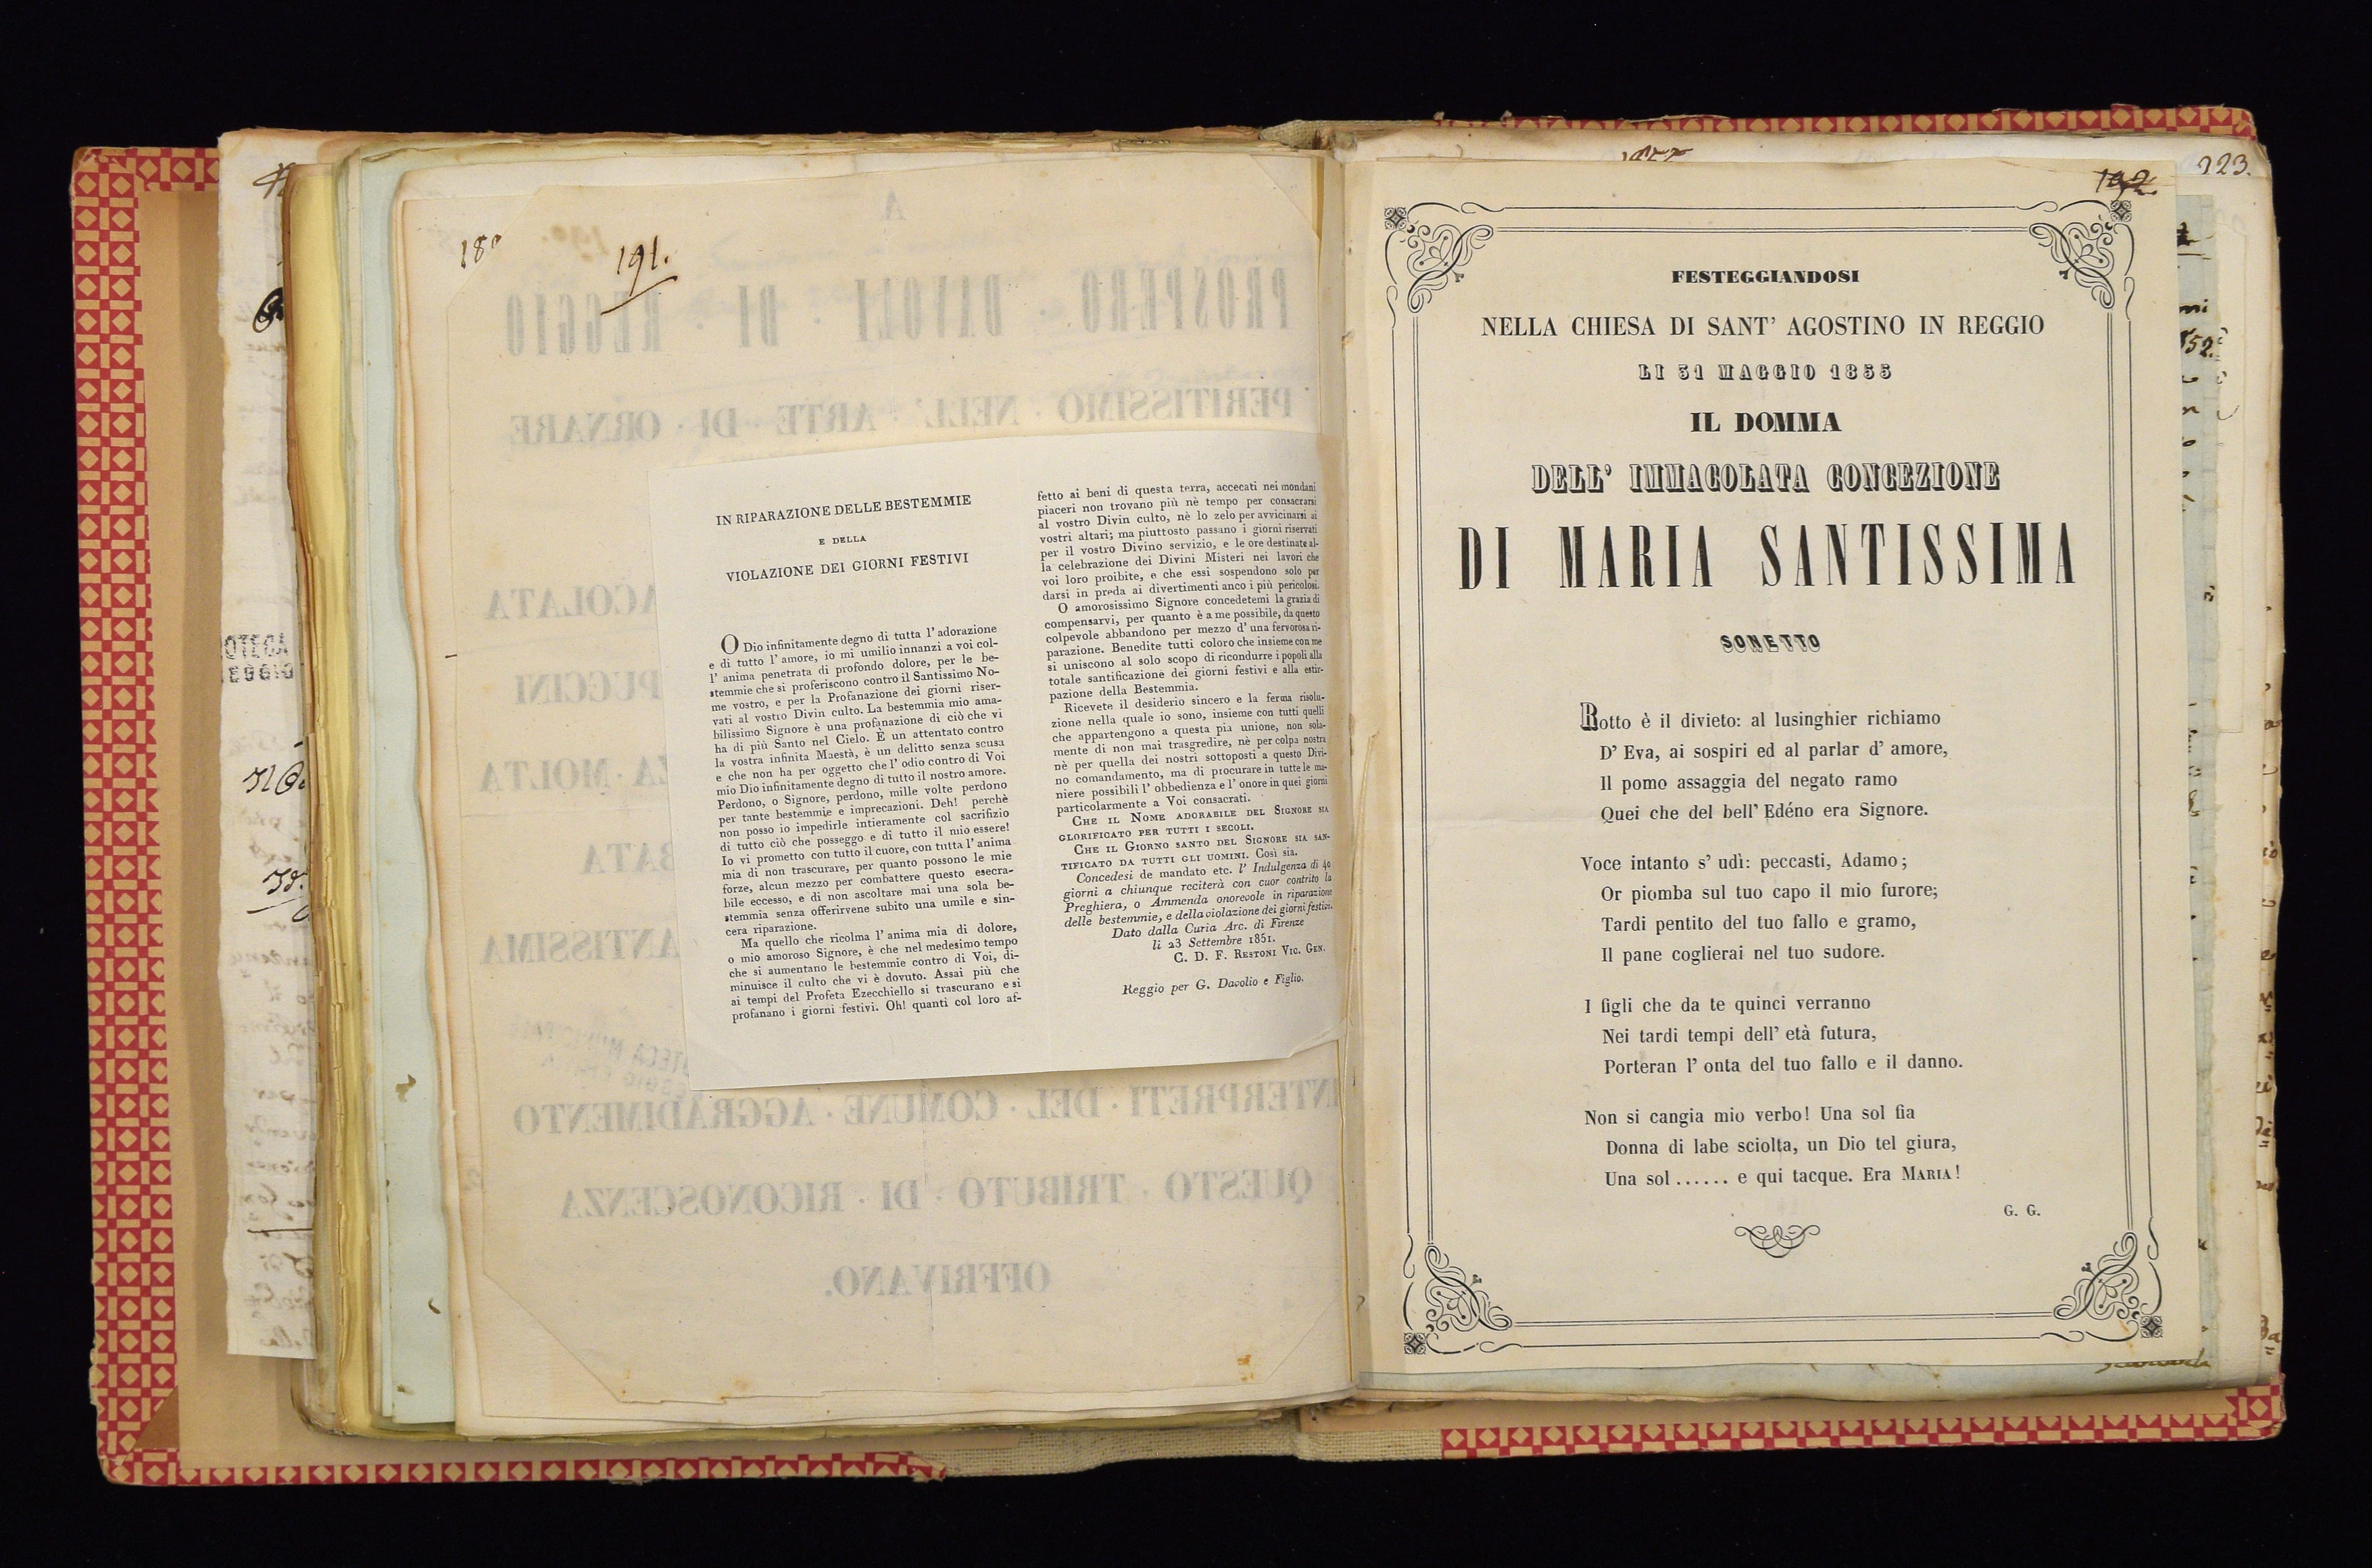 191.
IN RIPARAZIONE DELLE BESTEMMIE
E DELLA
VIOLAZIONE DEI GIORNI FESTIVI
O Dio infinitamente degno di tutta l' adorazione
e di tutto l' amore, io mi umilio innanzi a voi col-
l' anima penetrata di profondo dolore, per le be-
stemmie che si proferiscono contro il Santissimo No-
me vostro, e per la Profanazione dei giorni riser-
vati al vostro Divin culto. La bestemmia mio ama-
bilissimo Signore è una profanazione di ciò che vi
ha di più Santo nel Cielo. È un attentato contro
la vostra infinita Maestà, è un delitto senza scusa
e che non ha per oggetto che l' odio contro di Voi
mio Dio infinitamente degno di tutto il nostro amore.
Perdono, o Signore, perdono, mille volte perdono
per tante bestemmie e imprecazioni. Deh! perchè
non posso io impedirle intieramente col sacrifizio
di tutto ciò che posseggo e di tutto il mio essere!
Io vi prometto con tutto il cuore, con tutta l' anima
mia di non trascurare, per quanto possono le mie
forze, alcun mezzo per combattere questo esecra-
bile eccesso, e di non ascoltare mai una sola be-
stemmia senza offerirvene subito una umile e sin-
cera riparazione.
Ma quello che ricolma l' anima mia di dolore,
o mio amoroso Signore, è che nel medesimo tempo
che si aumentano le bestemmie contro di Voi, di-
minuisce il culto che vi è dovuto. Assai più che
ai tempi del Profeta Ezecchiello si trascurano e si
profanano i giorni festivi. Oh! quanti col loro af-
fetto ai beni di questa terra, accecati nei mondani
piaceri non trovano più nè tempo per consacrarsi
al vostro Divin culto, nè lo zelo per avvicinarsi ai
vostri altari; ma piuttosto passano i giorni riservati
per il vostro Divino servizio, e le ore destinate al-
la celebrazione dei Divini Misteri nei lavori che
voi loro proibite, e che essi sospendono solo per
darsi in preda ai divertimenti anco i più pericolosi.
O amorosissimo Signore concedetemi la grazia di
compensarvi, per quanto è a me possibile, da questo
colpevole abbandono per mezzo d' una fervorosa ri-
parazione. Benedite tutti coloro che insieme con me
si uniscono al solo scopo di ricondurre i popoli alla
totale santificazione dei giorni festivi e alla estir-
pazione della Bestemmia.
Ricevete il desiderio sincero e la ferma risolu-
zione nella quale io sono, insieme con tutti quelli
che appartengono a questa pia unione, non sola-
mente di non mai trasgredire, nè per colpa nostra
nè per quella dei nostri sottoposti a questo Divi-
no comandamento, ma di procurare in tutte le ma-
niere possibili l' obbedienza e l' onore in quei giorni
particolarmente a Voi consacrati.
CHE IL NOME ADORABILE DEL SIGNORE SIA
GLORIFICATO PER TUTTI I SECOLI.
CHE IL GIORNO SANTO DEL SIGNORE SIA SAN-
TIFICATO DA TUTTI GLI UOMINI. Così sia.
Concedesi de mandato etc. l' Indulgenza di 40
giorni a chiunque reciterà con cuor contrito la
Preghiera, o Ammenda onorevole in riparazione
delle bestemmie, e della violazione dei giorni festivi.
Dato dalla Curia Arc. di Firenze
li 23 Settembre 1851.
C. D. F. RESTONI VIC. GEN.
Reggio per G. Davolio e Figlio.
192.
223.
FESTEGGIANDOSI
NELLA CHIESA DI SANT' AGOSTINO IN REGGIO
LI 31 MAGGIO 1855
IL DOMMA
DELL' IMMACOLATA CONCEZIONE
DI MARIA SANTISSIMA
SONETTO
Rotto è il divieto: al lusinghier richiamo
D' Eva, ai sospiri ed al parlar d' amore,
Il pomo assaggia del negato ramo
Quei che del bell' Edéno era Signore.
Voce intanto s' udì: peccasti, Adamo;
Or piomba sul tuo capo il mio furore;
Tardi pentito del tuo fallo e gramo,
Il pane coglierai nel tuo sudore.
I figli che da te quinci verranno
Nei tardi tempi dell' età futura,
Porteran l' onta del tuo fallo e il danno.
Non si cangia mio verbo! Una sol fia
Donna di labe sciolta, un Dio tel giura,
Una sol ...... e qui tacque. Era MARIA!
G. G.